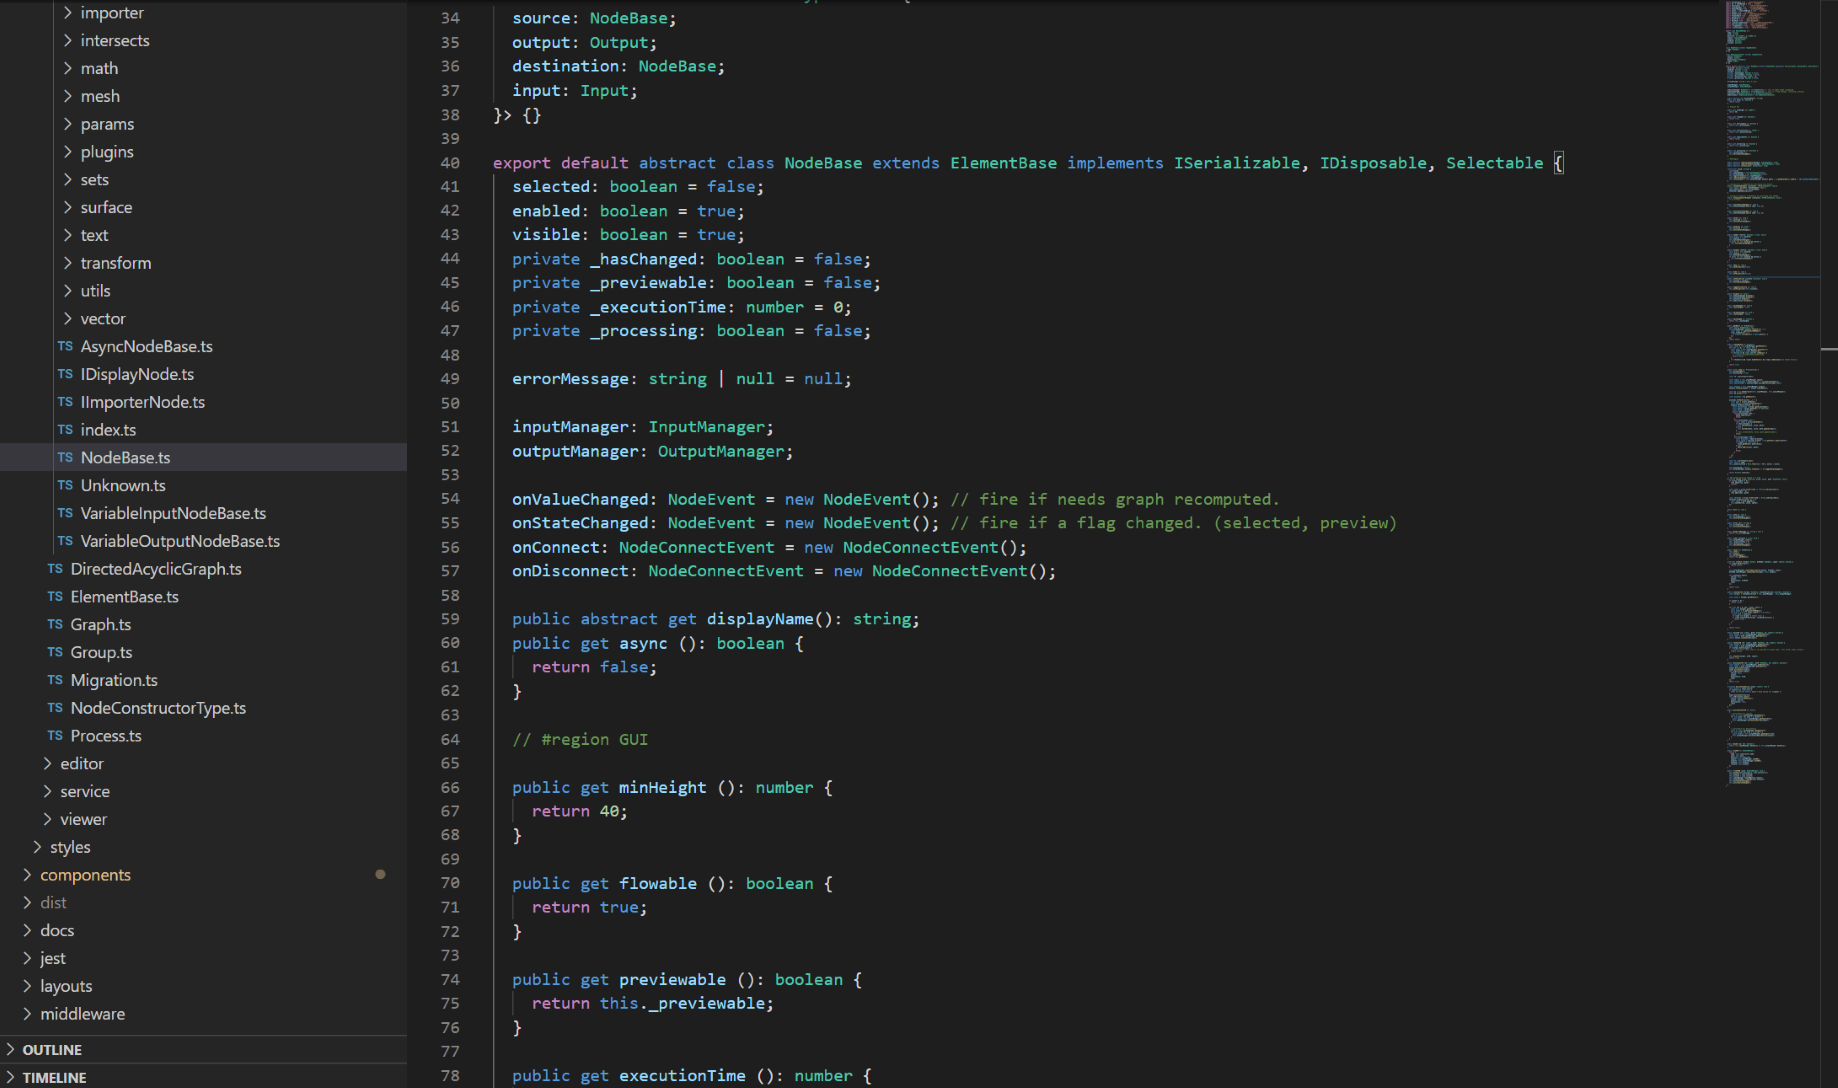 importer
intersects
math
mesh
params
plugins
sets
surface
text
transform
utils
vector
TS AsyncNodeBase.ts
TS IDisplayNode.ts
TS IImporterNode.ts
TS index.ts
TS NodeBase.ts
TS Unknown.ts
TS VariableInputNodeBase.ts
TS VariableOutputNodeBase.ts
TS DirectedAcyclicGraph.ts
TS ElementBase.ts
TS Graph.ts
TS Group.ts
TS Migration.ts
TS NodeConstructorType.ts
TS Process.ts
editor
service
viewer
styles
components
dist
docs
jest
layouts
middleware
OUTLINE
TIMELINE
34 source: NodeBase;
35 output: Output;
36 destination: NodeBase;
37 input: Input;
38 }> {}
39
40 export default abstract class NodeBase extends ElementBase implements ISerializable, IDisposable, Selectable {
41 selected: boolean = false;
42 enabled: boolean = true;
43 visible: boolean = true;
44 private _hasChanged: boolean = false;
45 private _previewable: boolean = false;
46 private _executionTime: number = 0;
47 private _processing: boolean = false;
48
49 errorMessage: string | null = null;
50
51 inputManager: InputManager;
52 outputManager: OutputManager;
53
54 onValueChanged: NodeEvent = new NodeEvent(); // fire if needs graph recomputed.
55 onStateChanged: NodeEvent = new NodeEvent(); // fire if a flag changed. (selected, preview)
56 onConnect: NodeConnectEvent = new NodeConnectEvent();
57 onDisconnect: NodeConnectEvent = new NodeConnectEvent();
58
59 public abstract get displayName(): string;
60 public get async (): boolean {
61 return false;
62 }
63
64 // #region GUI
65
66 public get minHeight (): number {
67 return 40;
68 }
69
70 public get flowable (): boolean {
71 return true;
72 }
73
74 public get previewable (): boolean {
75 return this._previewable;
76 }
77
78 public get executionTime (): number {